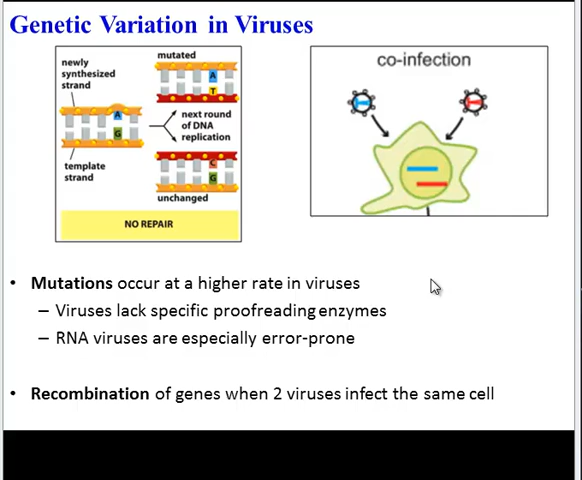 Genetic Variation in Viruses
newly
synthesized
strand
template
strand
A
G
mutated
A
T
next round
of DNA
replication
C
G
unchanged
NO REPAIR
co-infection
• Mutations occur at a higher rate in viruses
– Viruses lack specific proofreading enzymes
– RNA viruses are especially error-prone
• Recombination of genes when 2 viruses infect the same cell